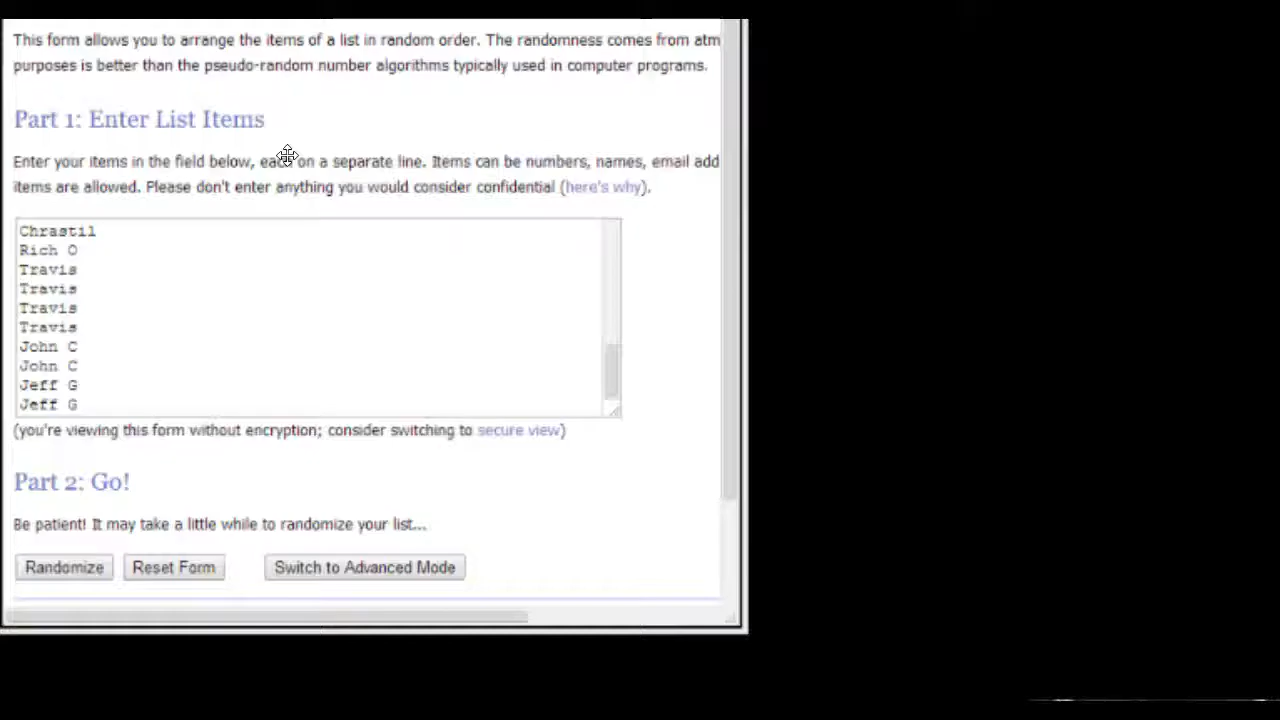 This form allows you to arrange the items of a list in random order. The randomness comes from atm
purposes is better than the pseudo-random number algorithms typically used in computer programs.
Part 1: Enter List Items
Enter your items in the field below, each on a separate line. Items can be numbers, names, email add
items are allowed. Please don't enter anything you would consider confidential (here's why).
Chrastil
Rich O
Travis
Travis
Travis
Travis
John C
John C
Jeff G
Jeff G
(you're viewing this form without encryption; consider switching to secure view)
Part 2: Go!
Be patient! It may take a little while to randomize your list...
Randomize Reset Form Switch to Advanced Mode